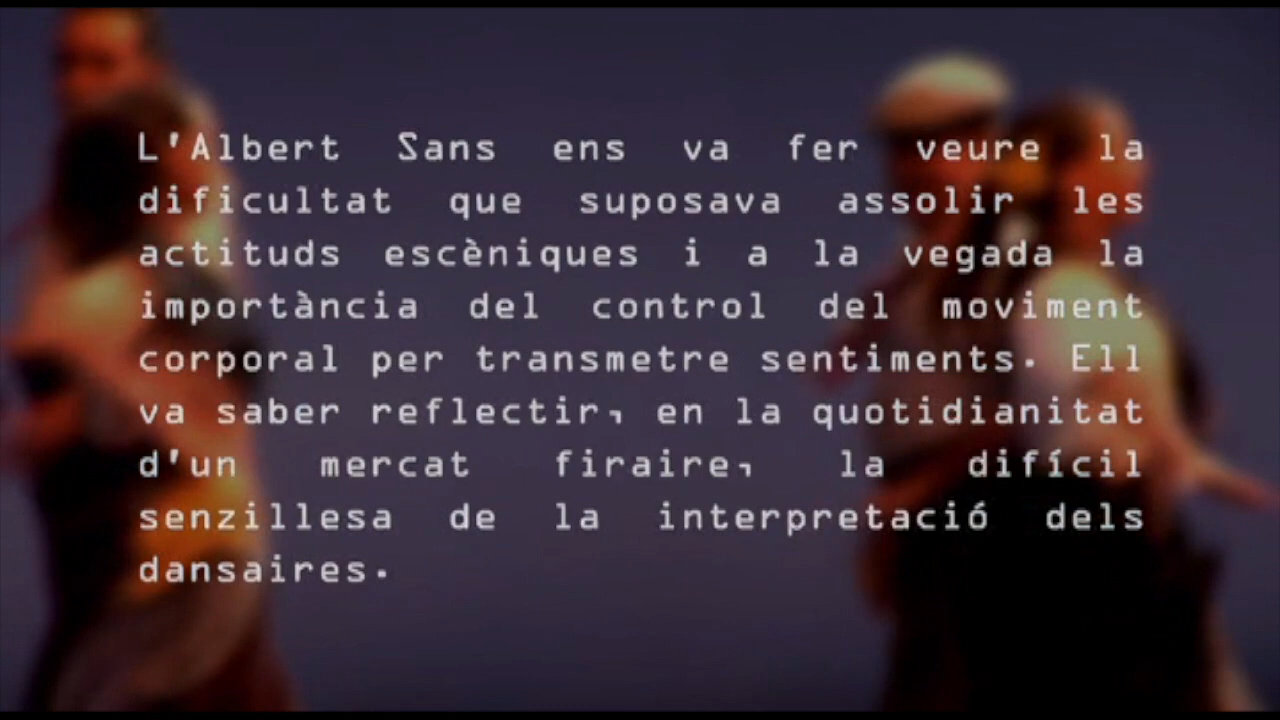 L'Albert Sans ens va fer veure la
dificultat que suposava assolir les
actituds escèniques i a la vegada la
importància del control del moviment
corporal per transmetre sentiments. Ell
va saber reflectir, en la quotidianitat
d'un mercat firaire, la difícil
senzillesa de la interpretació dels
dansaires.